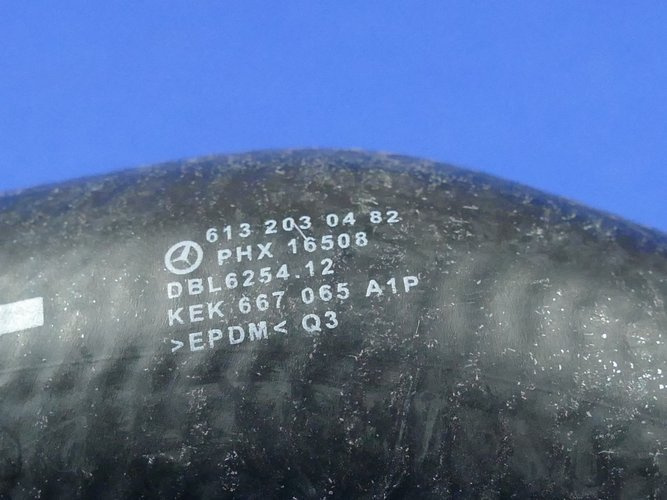 613 203 04 82
PHX 16508
DBL6254.12
KEK 667 065 A1P
>EPDM< Q3